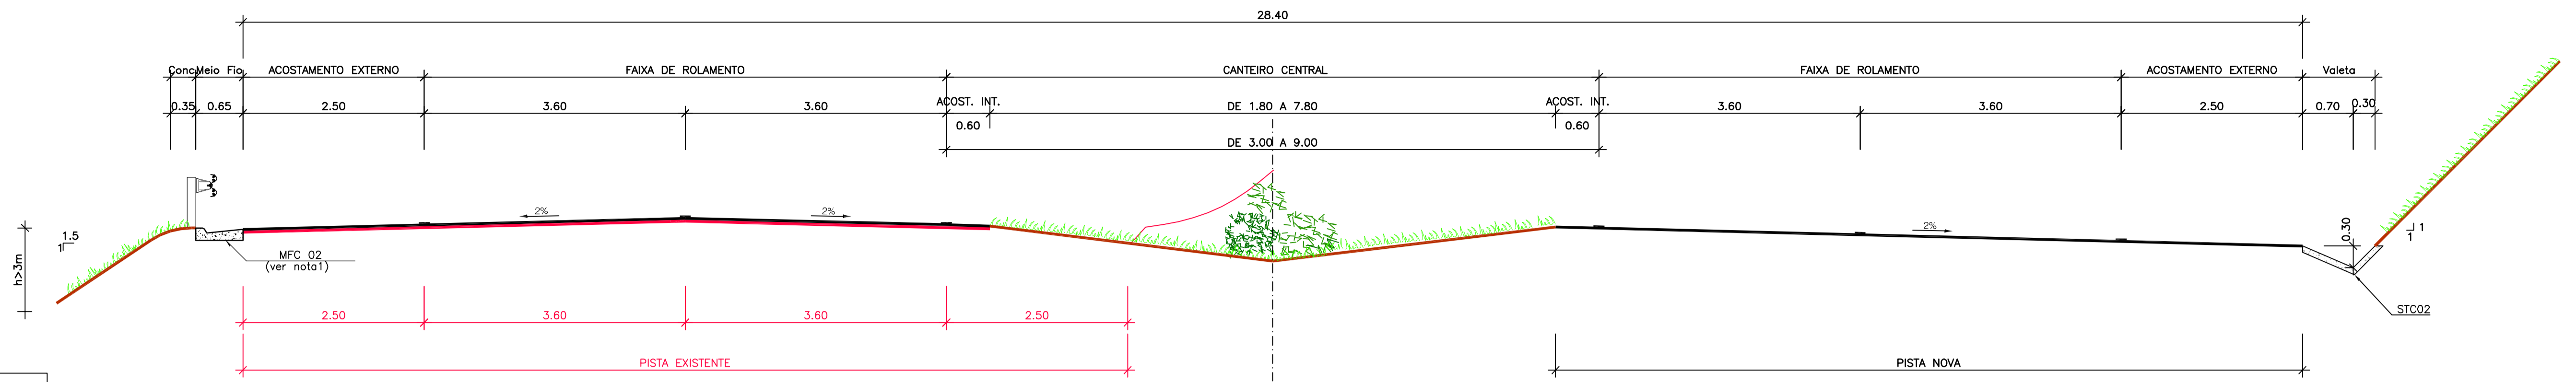 28.40
Conc. Meio Fio ACOSTAMENTO EXTERNO FAIXA DE ROLAMENTO CANTEIRO CENTRAL FAIXA DE ROLAMENTO ACOSTAMENTO EXTERNO Valeta
ACOST. INT. ACOST. INT.
0.35 0.65 2.50 3.60 3.60 DE 1.80 A 7.80 3.60 3.60 2.50 0.70 0.30
0.60 0.60
DE 3.00 A 9.00
2% 2% 2%
1.5
1
0.30
1
1
h>3m
MFC 02
(ver nota1)
STC02
2.50 3.60 3.60 2.50
PISTA EXISTENTE PISTA NOVA